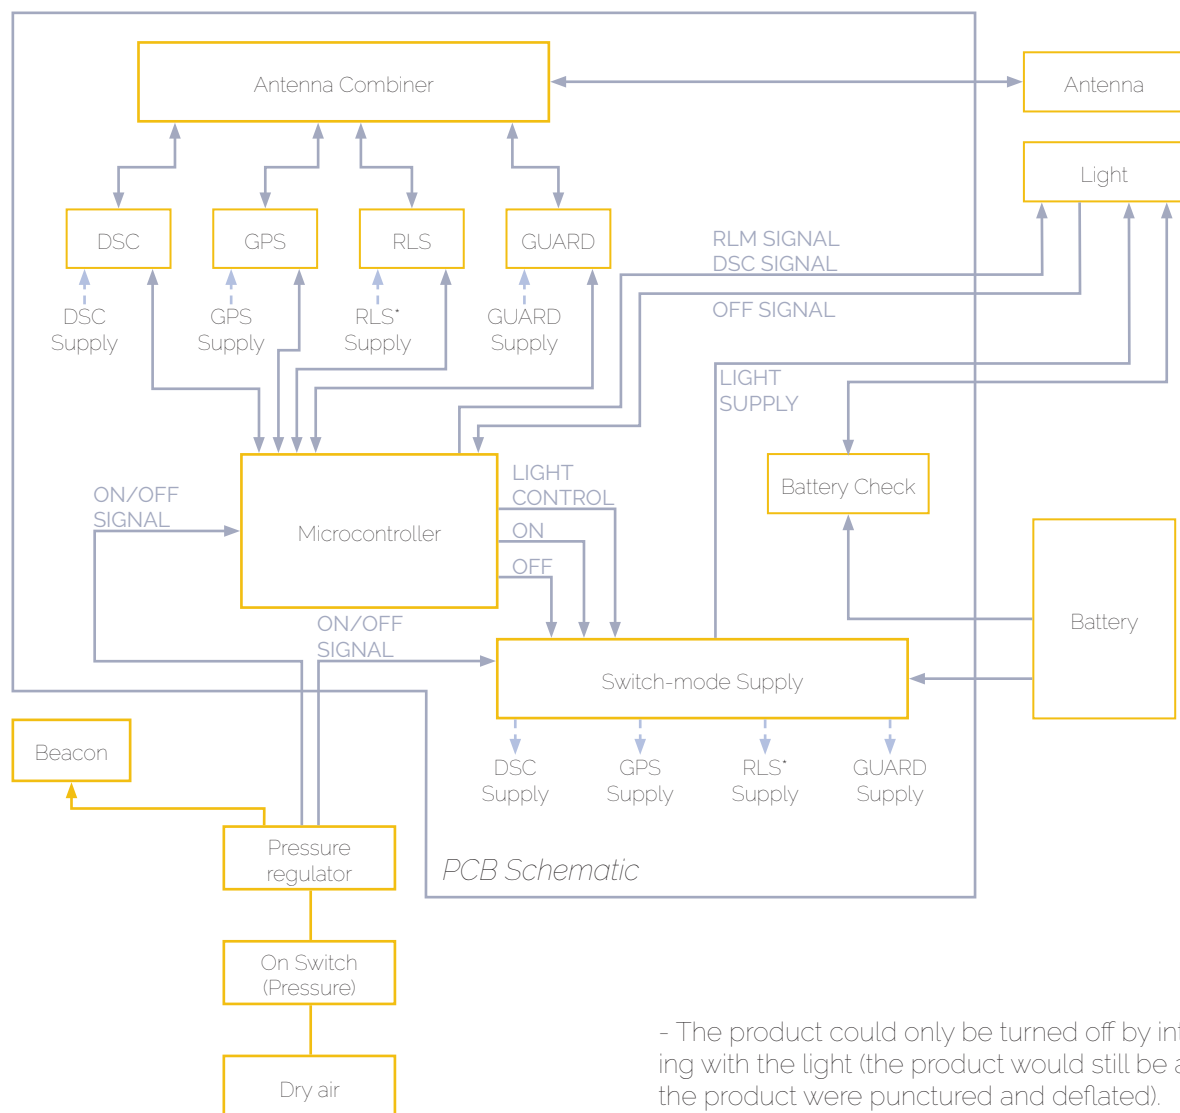 Antenna Combiner
Antenna
Light
DSC
GPS
RLS
GUARD
RLM SIGNAL
DSC SIGNAL
OFF SIGNAL
DSC
Supply
GPS
Supply
RLS*
Supply
GUARD
Supply
LIGHT
SUPPLY
Battery Check
ON/OFF
SIGNAL
Microcontroller
LIGHT
CONTROL
ON
OFF
Battery
ON/OFF
SIGNAL
Switch-mode Supply
Beacon
DSC
Supply
GPS
Supply
RLS*
Supply
GUARD
Supply
Pressure
regulator
PCB Schematic
On Switch
(Pressure)
Dry air
- The product could only be turned off by
ing with the light (the product would still be
the product were punctured and deflated).